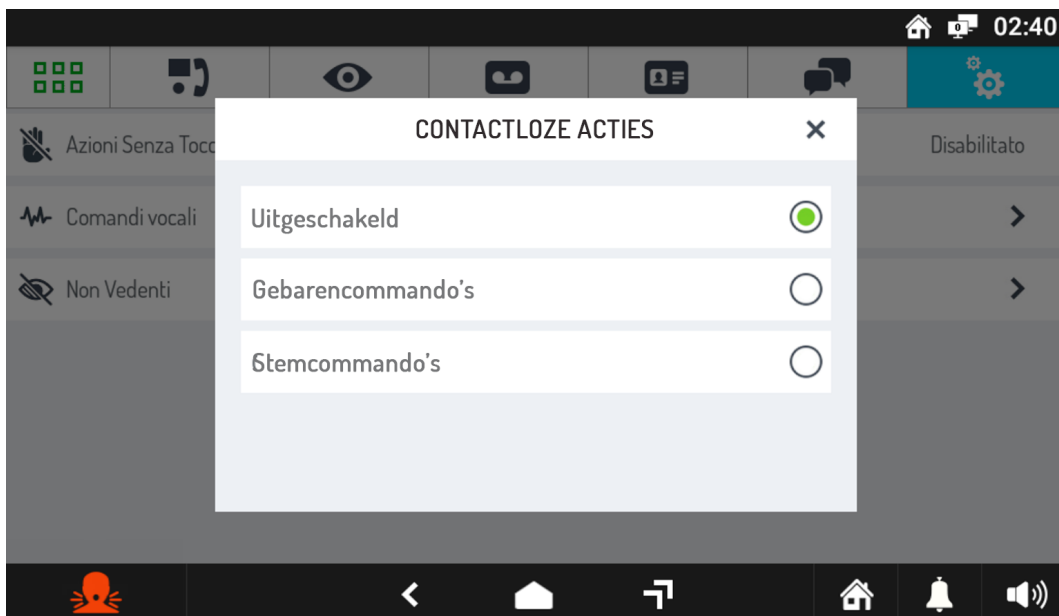 02:40
CONTACTLOZE ACTIES
Azioni Senza Tocc
Disabilitato
Uitgeschakeld
Comandi vocali
Gebarencommando's
Non Vedenti
Stemcommando's